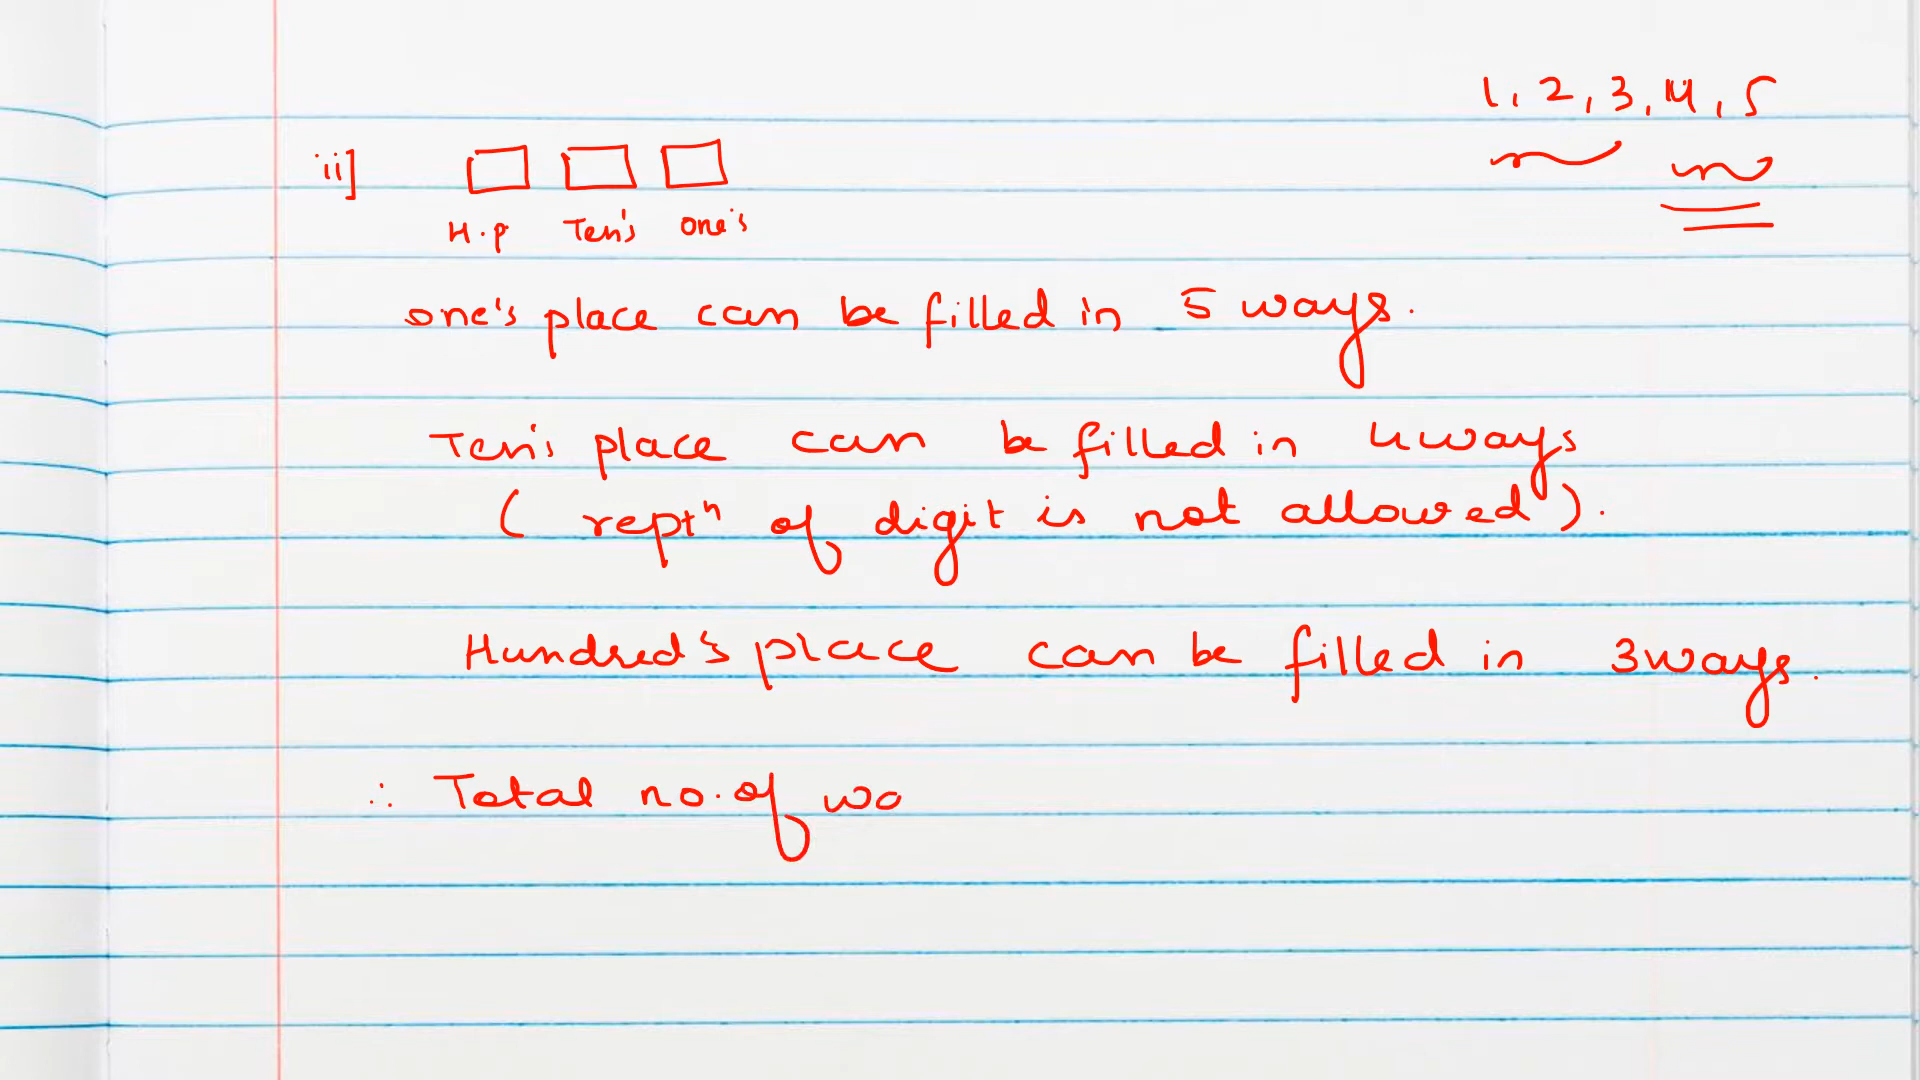 1, 2, 3, 4, 5
ii]
H.P Ten's one's
one's place can be filled in 5 ways.
Ten's place can be filled in 4 ways
( reptⁿ of digit is not allowed ).
Hundred's place can be filled in 3 ways.
∴ Total no. of wa